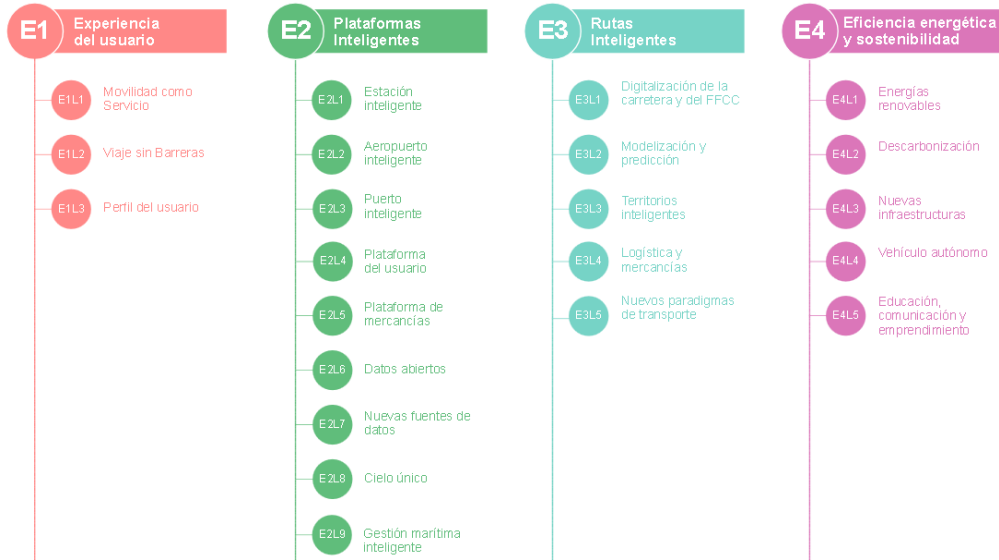 E1
Experiencia
del usuario
E1L1
Movilidad como
Servicio
E1L2
Viaje sin Barreras
E1L3
Perfil del usuario
E2
Plataformas
Inteligentes
E2L1
Estación
inteligente
E2L2
Aeropuerto
inteligente
E2L3
Puerto
inteligente
E2L4
Plataforma
del usuario
E2L5
Plataforma de
mercancías
E2L6
Datos abiertos
E2L7
Nuevas fuentes de
datos
E2L8
Cielo único
E2L9
Gestión marítima
inteligente
E3
Rutas
Inteligentes
E3L1
Digitalización de la
carretera y del FFCC
E3L2
Modelización y
predicción
E3L3
Territorios
inteligentes
E3L4
Logística y
mercancías
E3L5
Nuevos paradigmas
de transporte
E4
Eficiencia energética
y sostenibilidad
E4L1
Energías
renovables
E4L2
Descarbonización
E4L3
Nuevas
infraestructuras
E4L4
Vehículo autónomo
E4L5
Educación,
comunicación y
emprendimiento